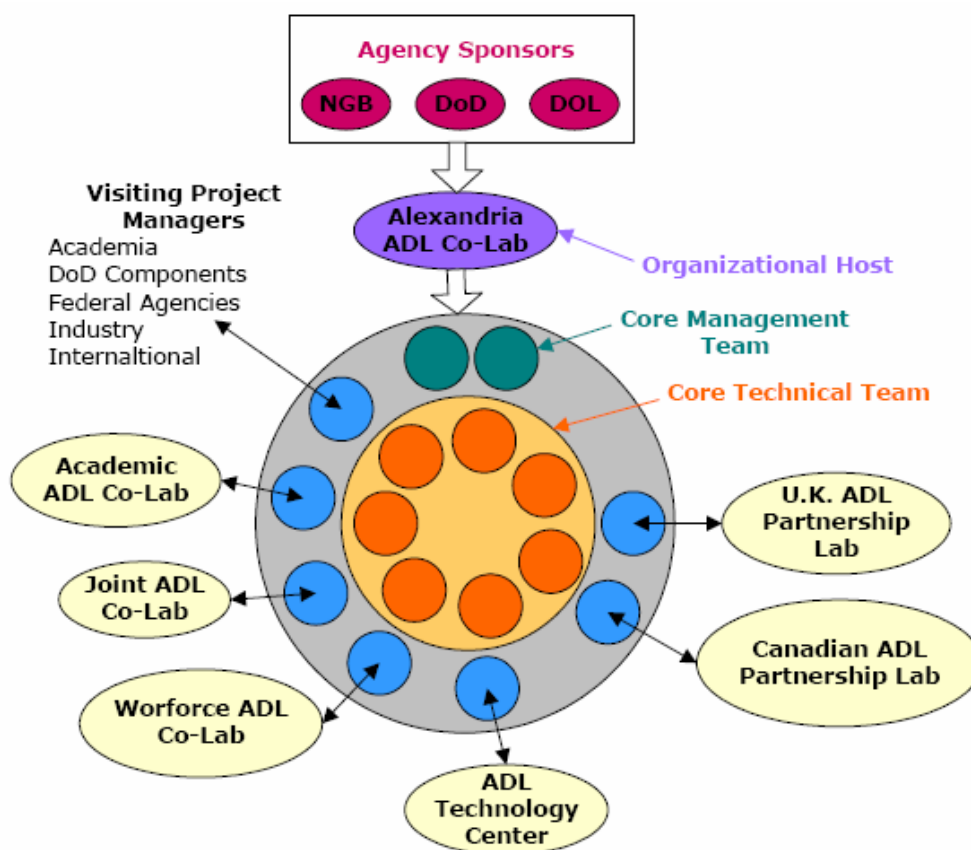 Agency Sponsors
NGB
DoD
DOL
Visiting Project
Managers
Academia
DoD Components
Federal Agencies
Industry
Internaltional
Alexandria
ADL Co-Lab
Organizational Host
Core Management
Team
Core Technical Team
Academic
ADL Co-Lab
U.K. ADL
Partnership
Lab
Joint ADL
Co-Lab
Canadian ADL
Partnership Lab
Worforce ADL
Co-Lab
ADL
Technology
Center